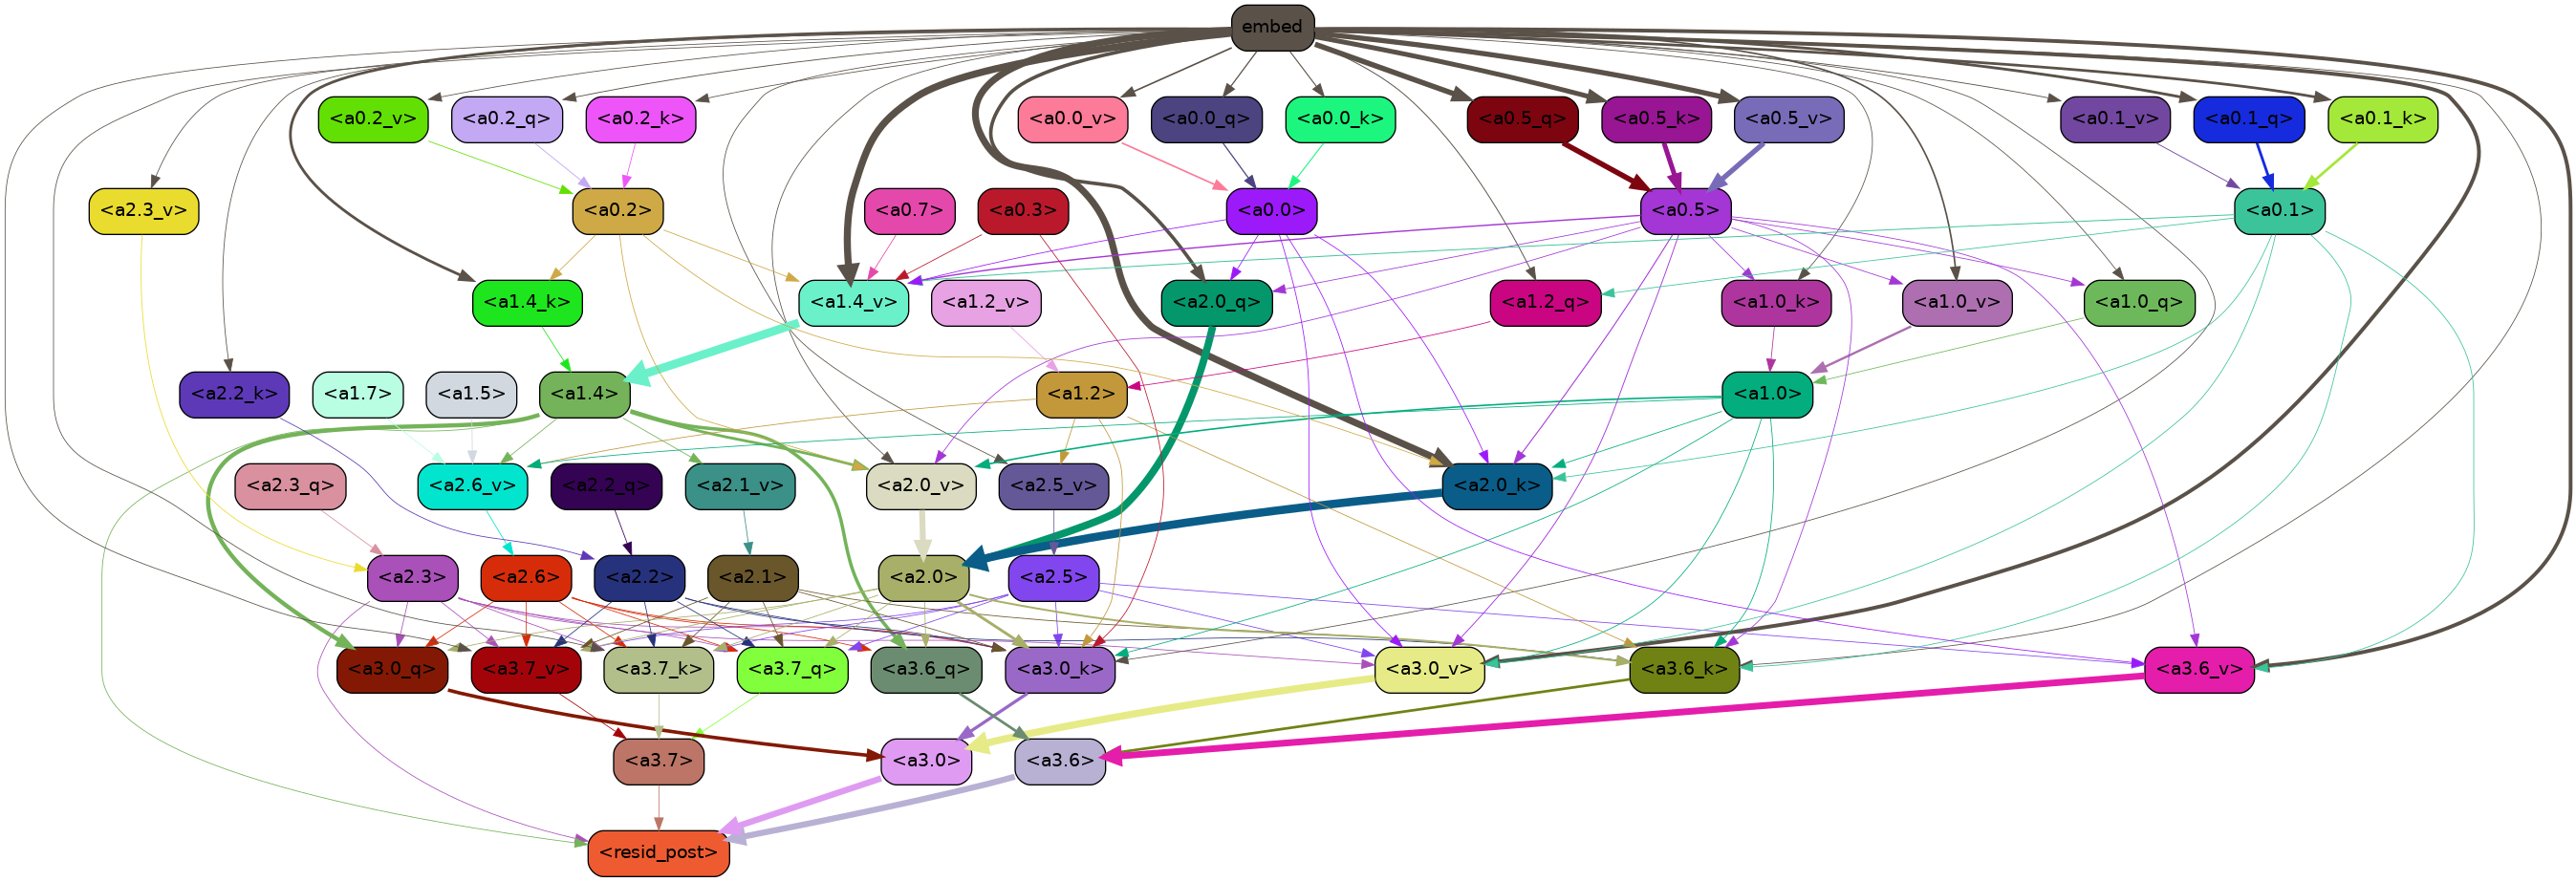 embed
<a0.2_v> <a0.2_q> <a0.2_k> <a0.0_v> <a0.0_q> <a0.0_k> <a0.5_q> <a0.5_k> <a0.5_v> <a0.1_v> <a0.1_q> <a0.1_k>
<a2.3_v> <a0.2> <a0.7> <a0.3> <a0.0> <a0.5> <a0.1>
<a1.4_k> <a1.4_v> <a1.2_v> <a2.0_q> <a1.2_q> <a1.0_k> <a1.0_v> <a1.0_q>
<a2.2_k> <a1.7> <a1.5> <a1.4> <a1.2> <a1.0>
<a2.3_q> <a2.6_v> <a2.2_q> <a2.1_v> <a2.0_v> <a2.5_v> <a2.0_k>
<a2.3> <a2.6> <a2.2> <a2.1> <a2.0> <a2.5>
<a3.0_q> <a3.7_v> <a3.7_k> <a3.7_q> <a3.6_q> <a3.0_k> <a3.0_v> <a3.6_k> <a3.6_v>
<a3.7> <a3.0> <a3.6>
<resid_post>